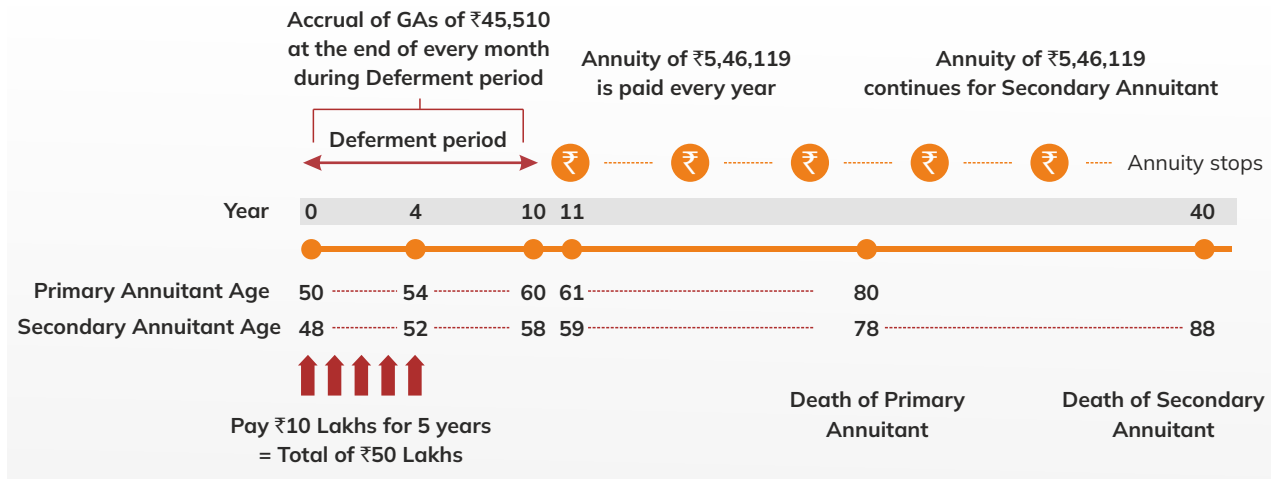 Accrual of GAs of ₹45,510
at the end of every month
during Deferment period
Annuity of ₹5,46,119
is paid every year
Annuity of ₹5,46,119
continues for Secondary Annuitant
Deferment period
₹ ₹ ₹ ₹ ₹ Annuity stops
Year 0 4 10 11 40
Primary Annuitant Age 50 54 60 61 80
Secondary Annuitant Age 48 52 58 59 78 88
Pay ₹10 Lakhs for 5 years
= Total of ₹50 Lakhs
Death of Primary
Annuitant
Death of Secondary
Annuitant